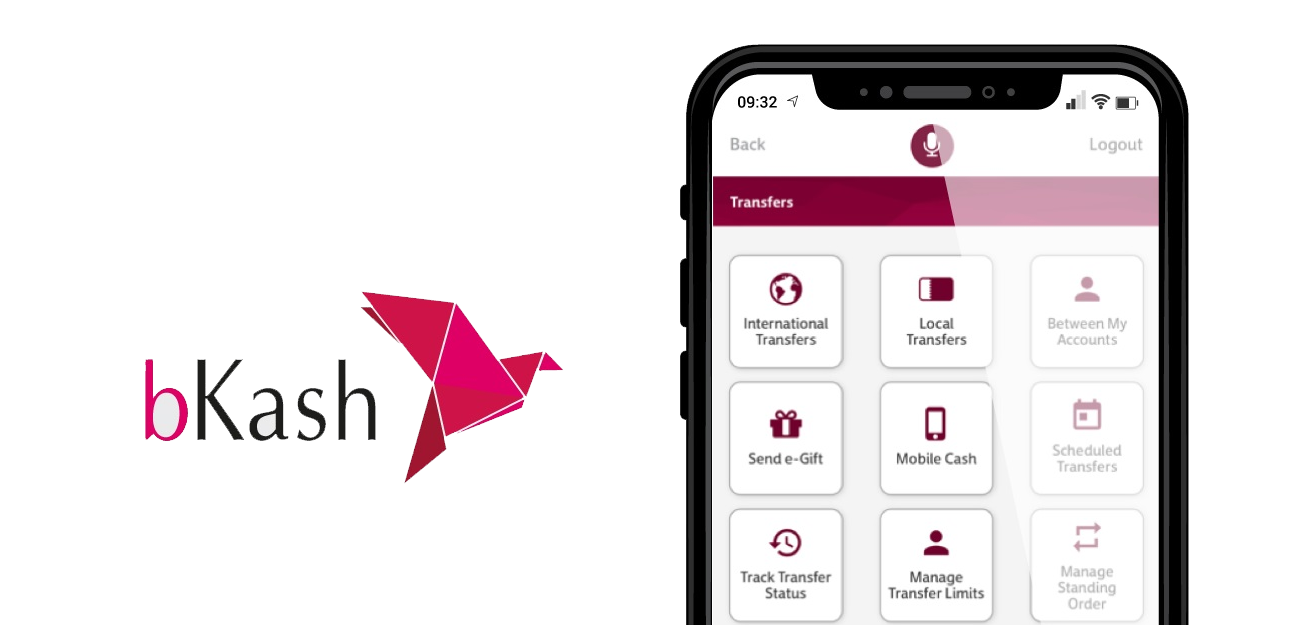 bKash
09:32
Back
Logout
Transfers
International
Transfers
Local
Transfers
Between My
Accounts
Send e-Gift
Mobile Cash
Scheduled
Transfers
Track Transfer
Status
Manage
Transfer Limits
Manage
Standing
Order